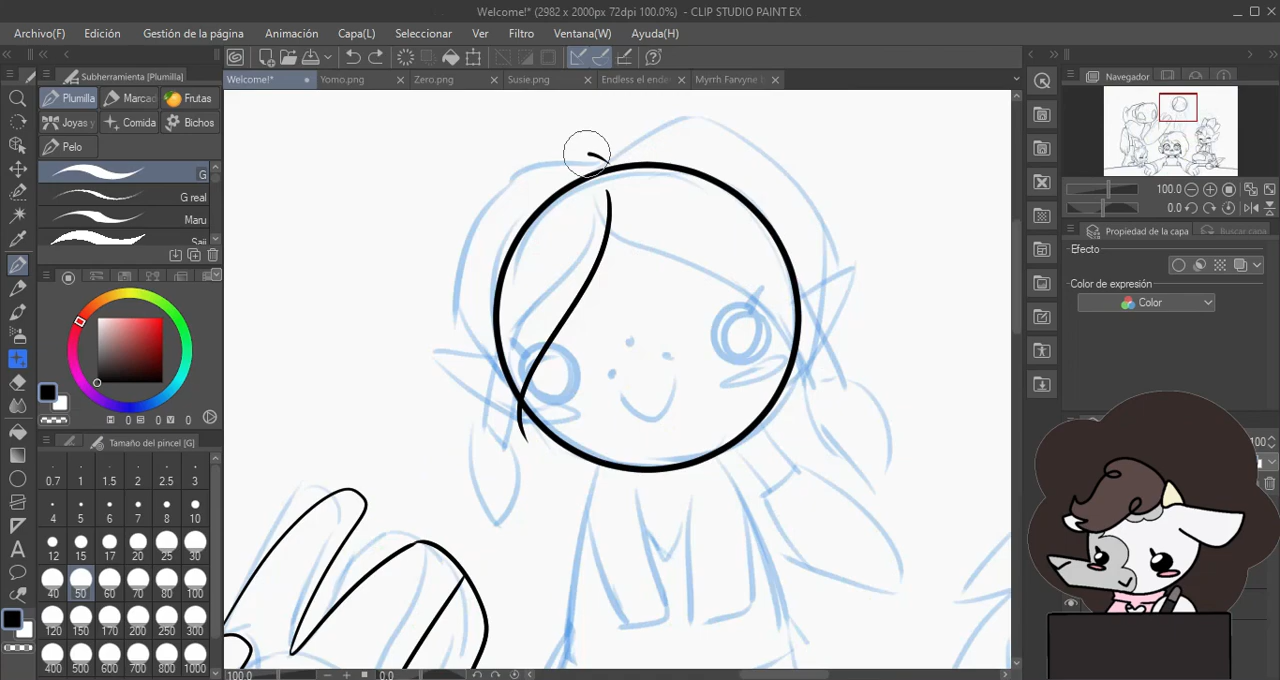 Welcome!* (2982 x 2000px 72dpi 100.0%) - CLIP STUDIO PAINT EX
Archivo(F) Edición Gestión de la página Animación Capa(L) Seleccionar Ver Filtro Ventana(W) Ayuda(H)
Subherramienta [Plumilla]
Welcome!* Yomo.png Zero.png Susie.png Endless el ende Myrrh Farvyne
Navegador
Plumilla Marcac Frutas
Joyas y Comida Bichos
Pelo
G
G real
Maru
Saji
100.0
0.0
Propiedad de la capa Buscar capa
Efecto
Color de expresión
Color
H 0 S 0 V 0
Tamaño del pincel [G]
0.7 1 1.5 2 2.5 3
4 5 6 7 8 10
12 15 17 20 25 30
40 50 60 70 80 100
120 150 170 200 250 300
400 500 600 700 800 1000
100
100.0 0.0